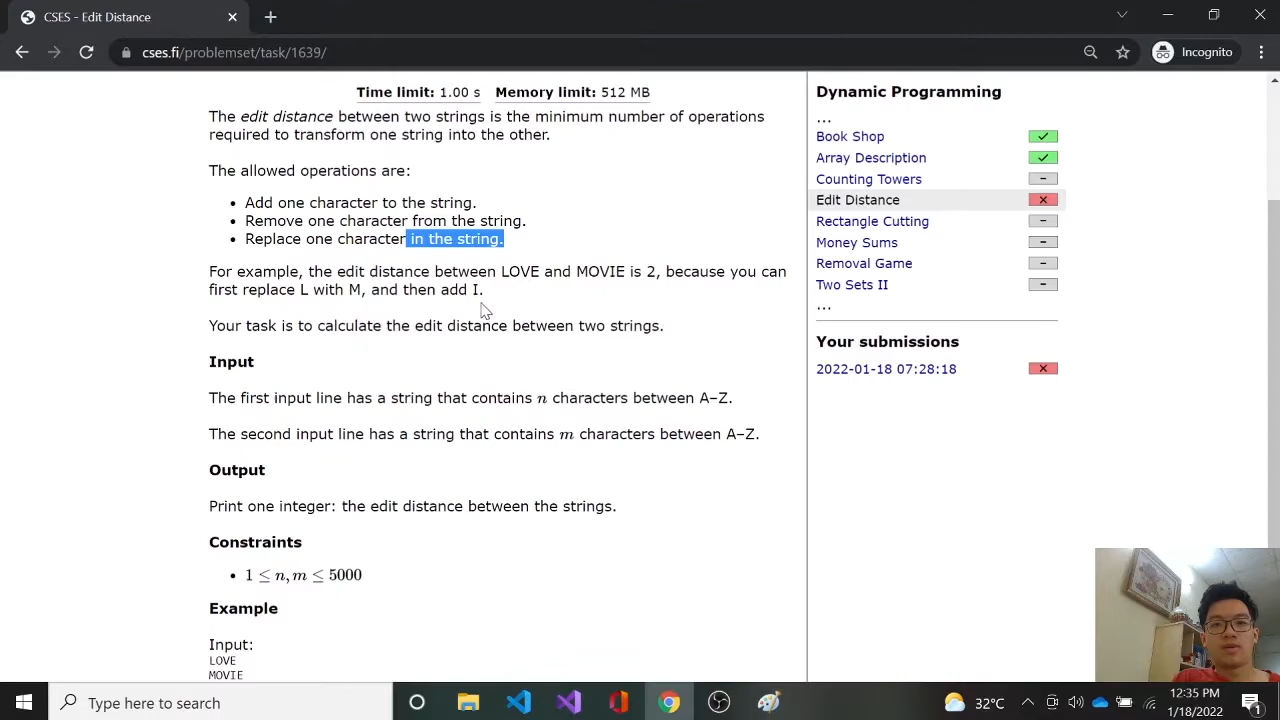 CSES - Edit Distance
cses.fi/problemset/task/1639/
Incognito
Time limit: 1.00 s Memory limit: 512 MB
The edit distance between two strings is the minimum number of operations
required to transform one string into the other.
The allowed operations are:
• Add one character to the string.
• Remove one character from the string.
• Replace one character in the string.
For example, the edit distance between LOVE and MOVIE is 2, because you can
first replace L with M, and then add I.
Your task is to calculate the edit distance between two strings.
Input
The first input line has a string that contains n characters between A–Z.
The second input line has a string that contains m characters between A–Z.
Output
Print one integer: the edit distance between the strings.
Constraints
• 1 ≤ n, m ≤ 5000
Example
Input:
LOVE
MOVIE
Dynamic Programming
...
Book Shop
Array Description
Counting Towers
Edit Distance
Rectangle Cutting
Money Sums
Removal Game
Two Sets II
...
Your submissions
2022-01-18 07:28:18
Type here to search
32°C
12:35 PM
1/18/2022
1